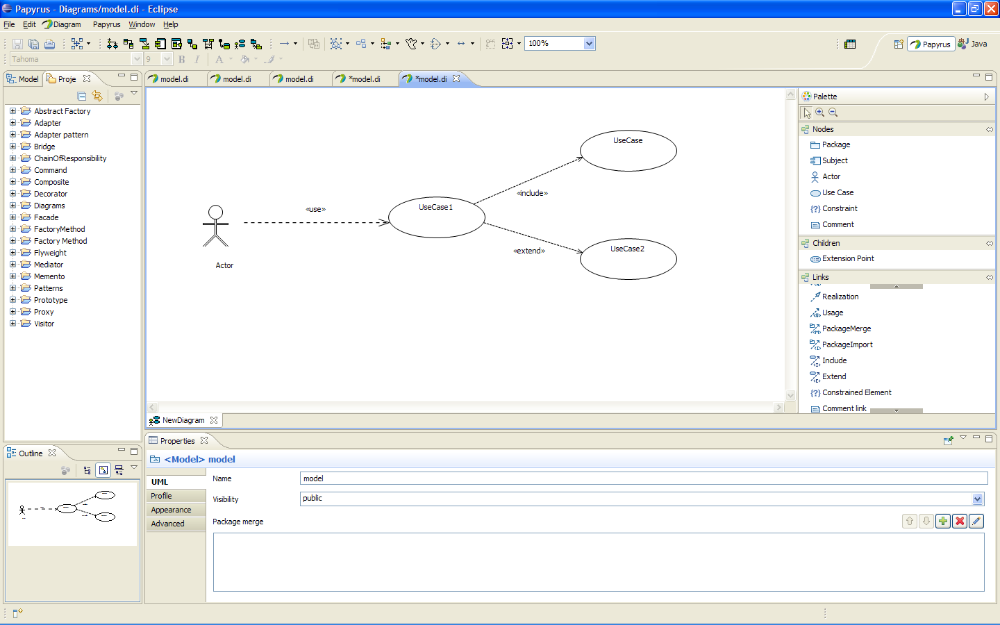 Papyrus - Diagrams/model.di - Eclipse
File Edit Diagram Papyrus Window Help
100%
Papyrus Java
Tahoma 9 B I A
Model Proje
model.di model.di model.di *model.di *model.di
Abstract Factory
Adapter
Adapter pattern
Bridge
ChainOfResponsibility
Command
Composite
Decorator
Diagrams
Facade
FactoryMethod
Factory Method
Flyweight
Mediator
Memento
Patterns
Prototype
Proxy
Visitor
UseCase
«include»
«use»
UseCase1
«extend»
UseCase2
Actor
NewDiagram
Palette
Nodes
Package
Subject
Actor
Use Case
{?} Constraint
Comment
Children
Extension Point
Links
Realization
Usage
PackageMerge
PackageImport
Include
Extend
{?} Constrained Element
Comment link
Outline
Properties
<Model> model
UML
Profile
Appearance
Advanced
Name model
Visibility public
Package merge